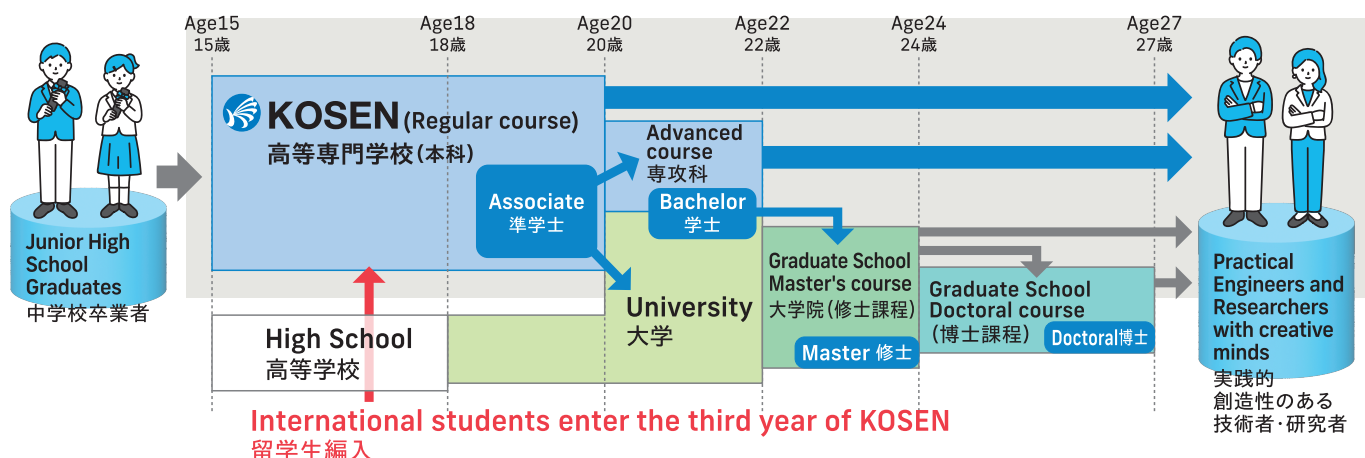 Age15
15歳
Age18
18歳
Age20
20歳
Age22
22歳
Age24
24歳
Age27
27歳
Junior High
School
Graduates
中学校卒業者
KOSEN (Regular course)
高等専門学校(本科)
Associate
準学士
Advanced
course
専攻科
Bachelor
学士
High School
高等学校
University
大学
Graduate School
Master's course
大学院(修士課程)
Master 修士
Graduate School
Doctoral course
(博士課程)
Doctoral博士
Practical
Engineers and
Researchers
with creative
minds
実践的
創造性のある
技術者・研究者
International students enter the third year of KOSEN
留学生編入